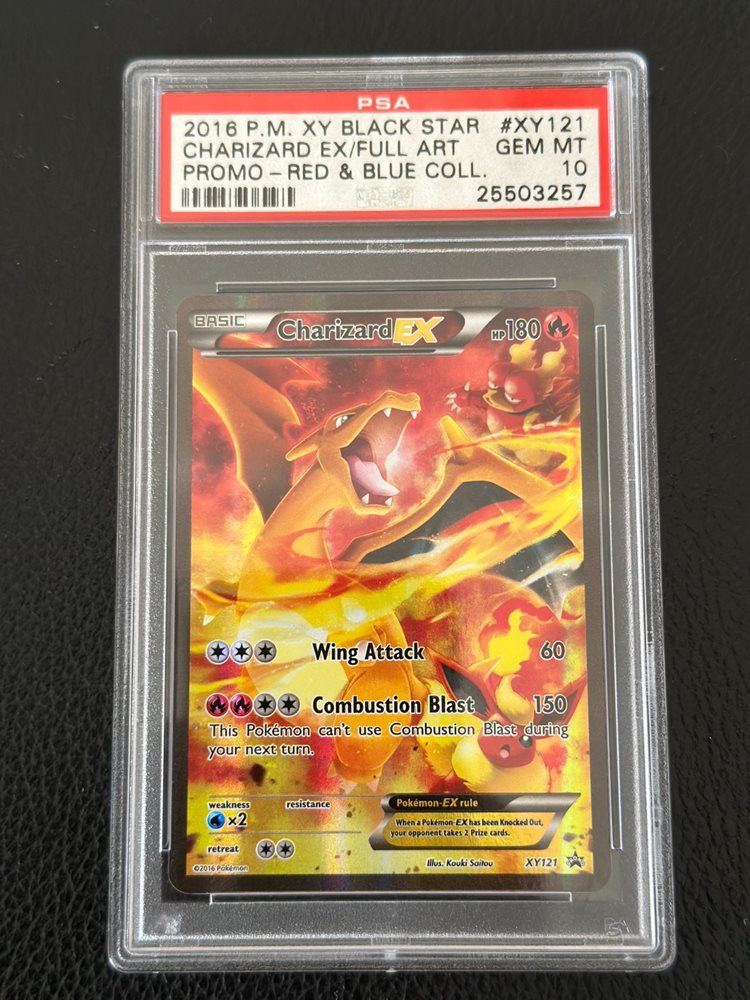 PSA
2016 P.M. XY BLACK STAR #XY121
CHARIZARD EX/FULL ART GEM MT
PROMO - RED & BLUE COLL. 10
25503257
BASIC
Charizard EX HP180
Wing Attack 60
Combustion Blast 150
This Pokémon can't use Combustion Blast during
your next turn.
weakness resistance
×2
retreat
Pokémon-EX rule
When a Pokémon-EX has been Knocked Out,
your opponent takes 2 Prize cards.
©2016 Pokémon
Illus. Kouki Saitou XY121